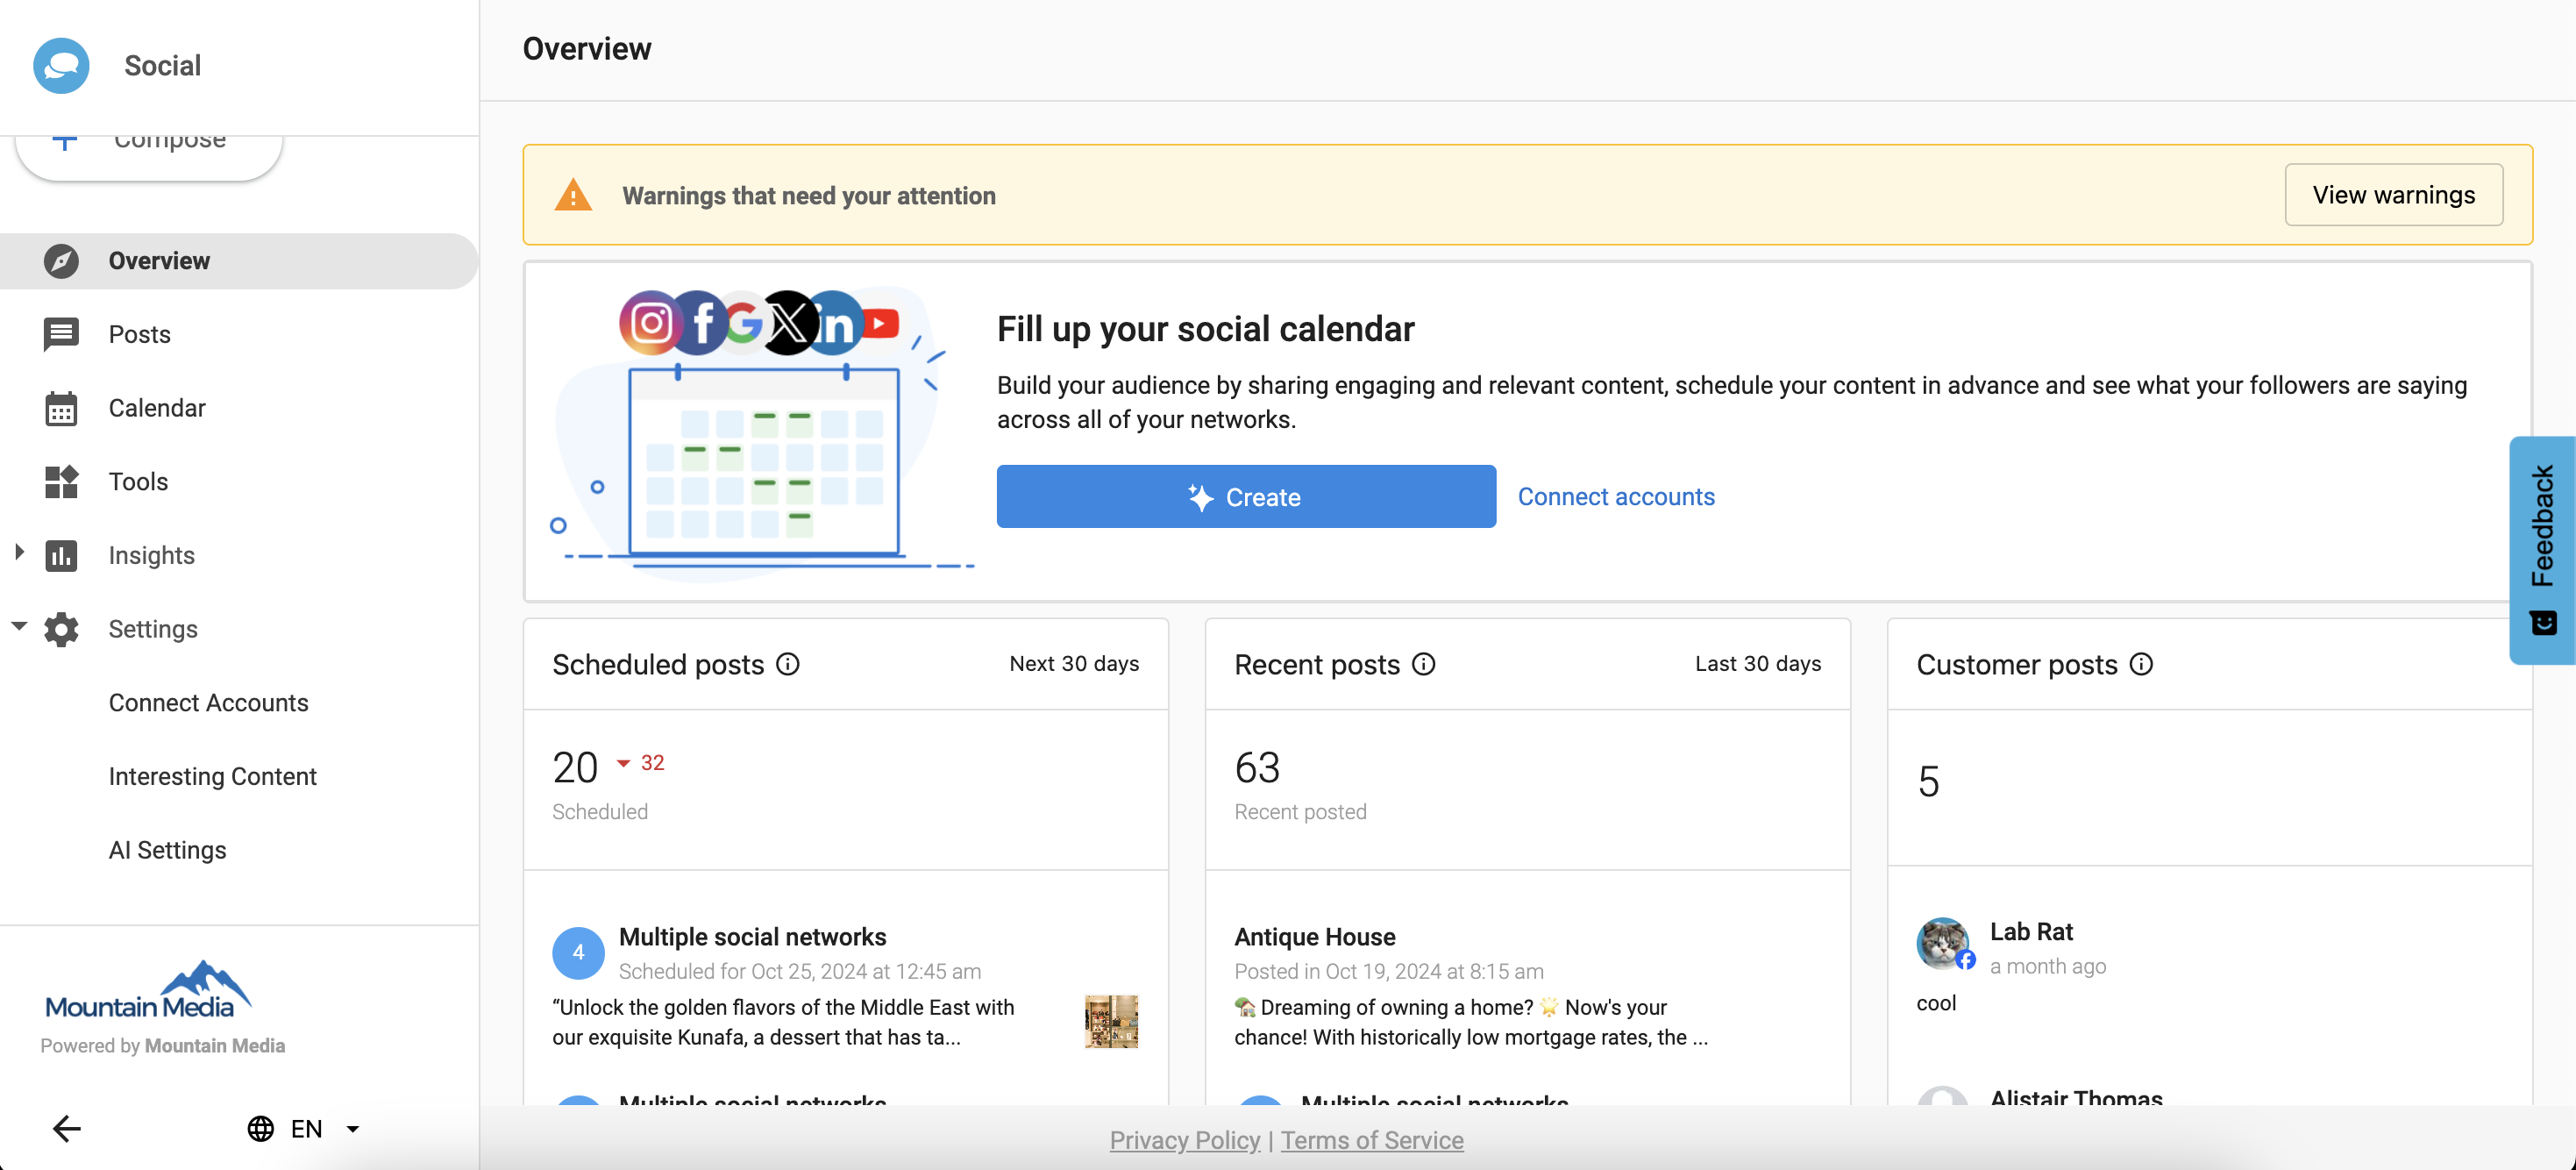 Social
Compose
Overview
Posts
Calendar
Tools
Insights
Settings
Connect Accounts
Interesting Content
AI Settings
Mountain Media
Powered by Mountain Media
EN
Overview
Warnings that need your attention
View warnings
Fill up your social calendar
Build your audience by sharing engaging and relevant content, schedule your content in advance and see what your followers are saying
across all of your networks.
Create
Connect accounts
Feedback
Scheduled posts
Next 30 days
20
32
Scheduled
4
Multiple social networks
Scheduled for Oct 25, 2024 at 12:45 am
“Unlock the golden flavors of the Middle East with
our exquisite Kunafa, a dessert that has ta...
Multiple social networks
Recent posts
Last 30 days
63
Recent posted
Antique House
Posted in Oct 19, 2024 at 8:15 am
🏡 Dreaming of owning a home? 🌟 Now's your
chance! With historically low mortgage rates, the ...
Multiple social networks
Customer posts
5
Lab Rat
a month ago
cool
Alistair Thomas
Privacy Policy | Terms of Service